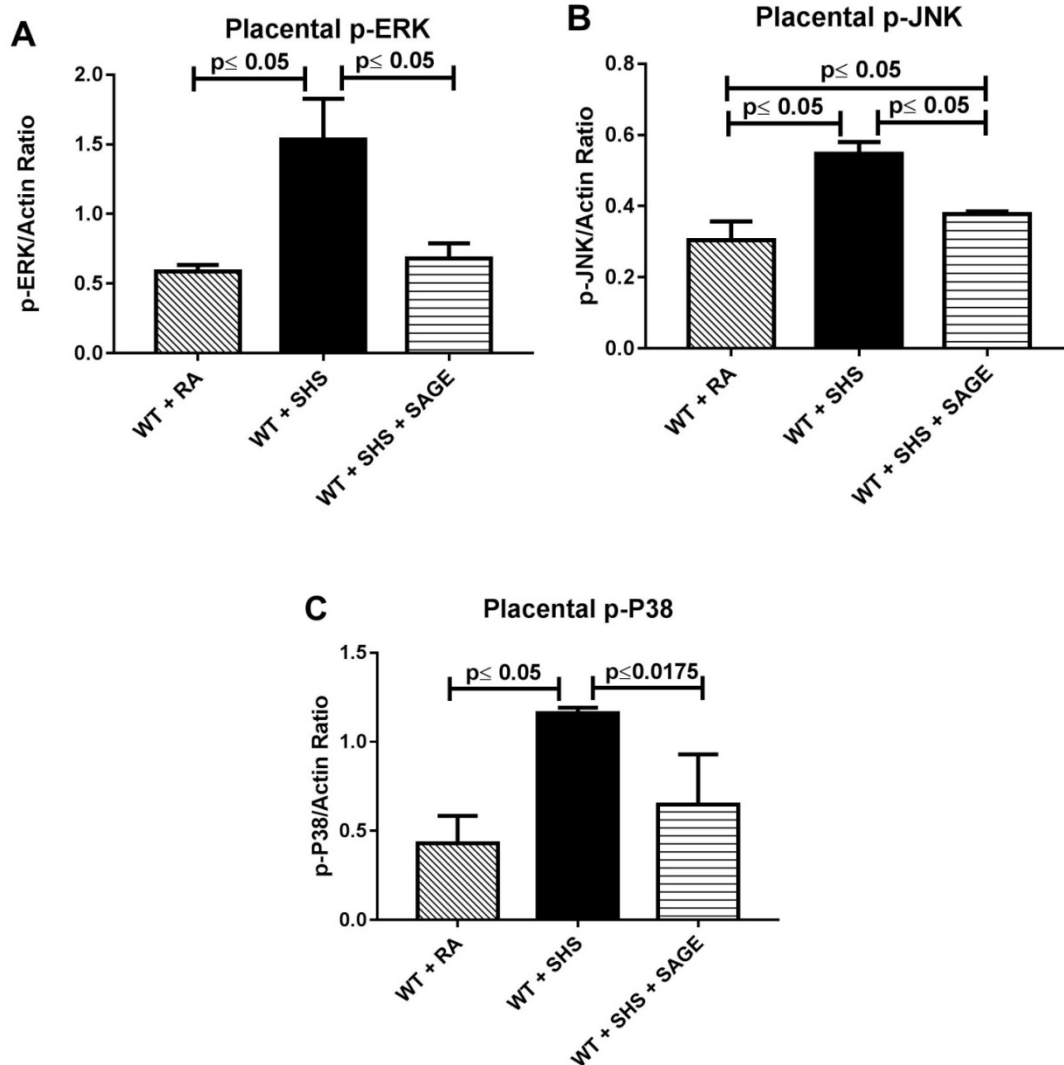 A
Placental p-ERK
p≤ 0.05
p≤ 0.05
p-ERK/Actin Ratio
2.0
1.5
1.0
0.5
0.0
WT + RA
WT + SHS
WT + SHS + SAGE
B
Placental p-JNK
p≤ 0.05
p≤ 0.05
p≤ 0.05
p-JNK/Actin Ratio
0.8
0.6
0.4
0.2
0.0
WT + RA
WT + SHS
WT + SHS + SAGE
C
Placental p-P38
p≤ 0.05
p≤0.0175
p-P38/Actin Ratio
1.5
1.0
0.5
0.0
WT + RA
WT + SHS
WT + SHS + SAGE